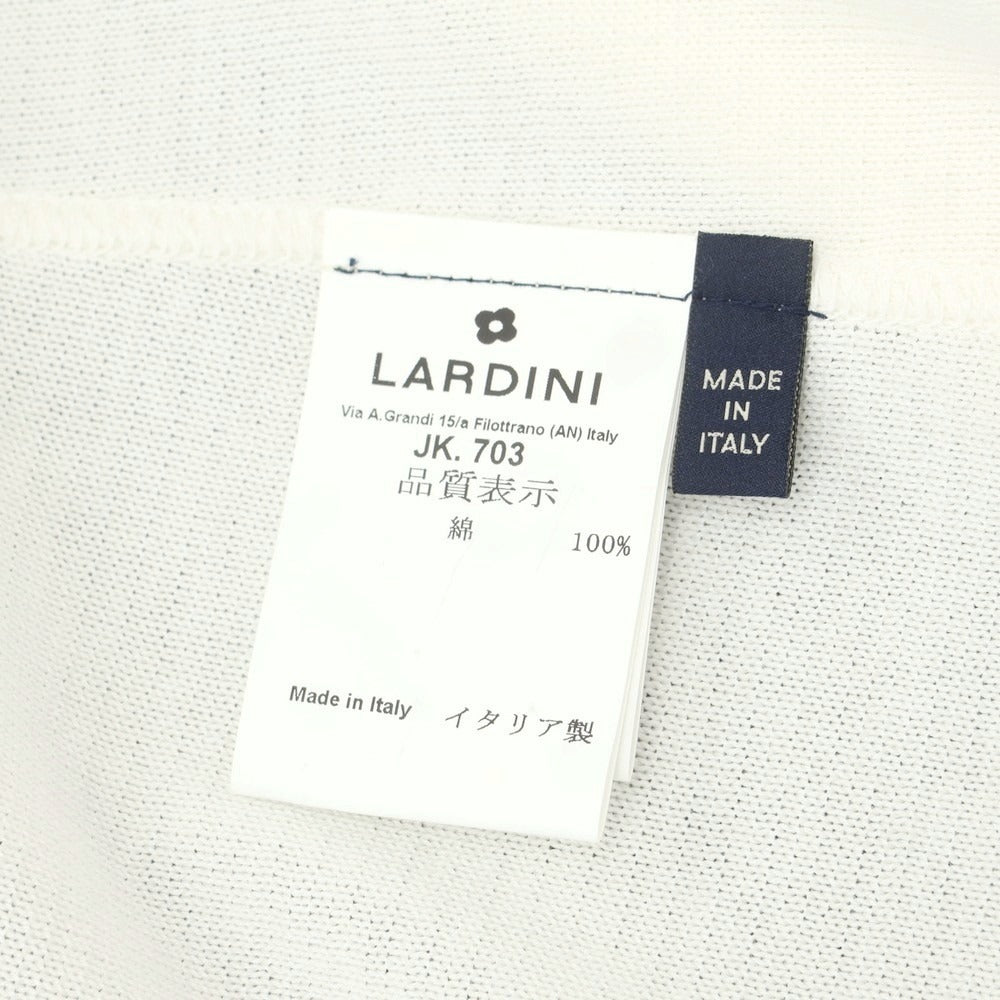 LARDINI
Via A.Grandi 15/a Filottrano (AN) Italy
JK. 703
品質表示
綿 100%
Made in Italy イタリア製
MADE
IN
ITALY